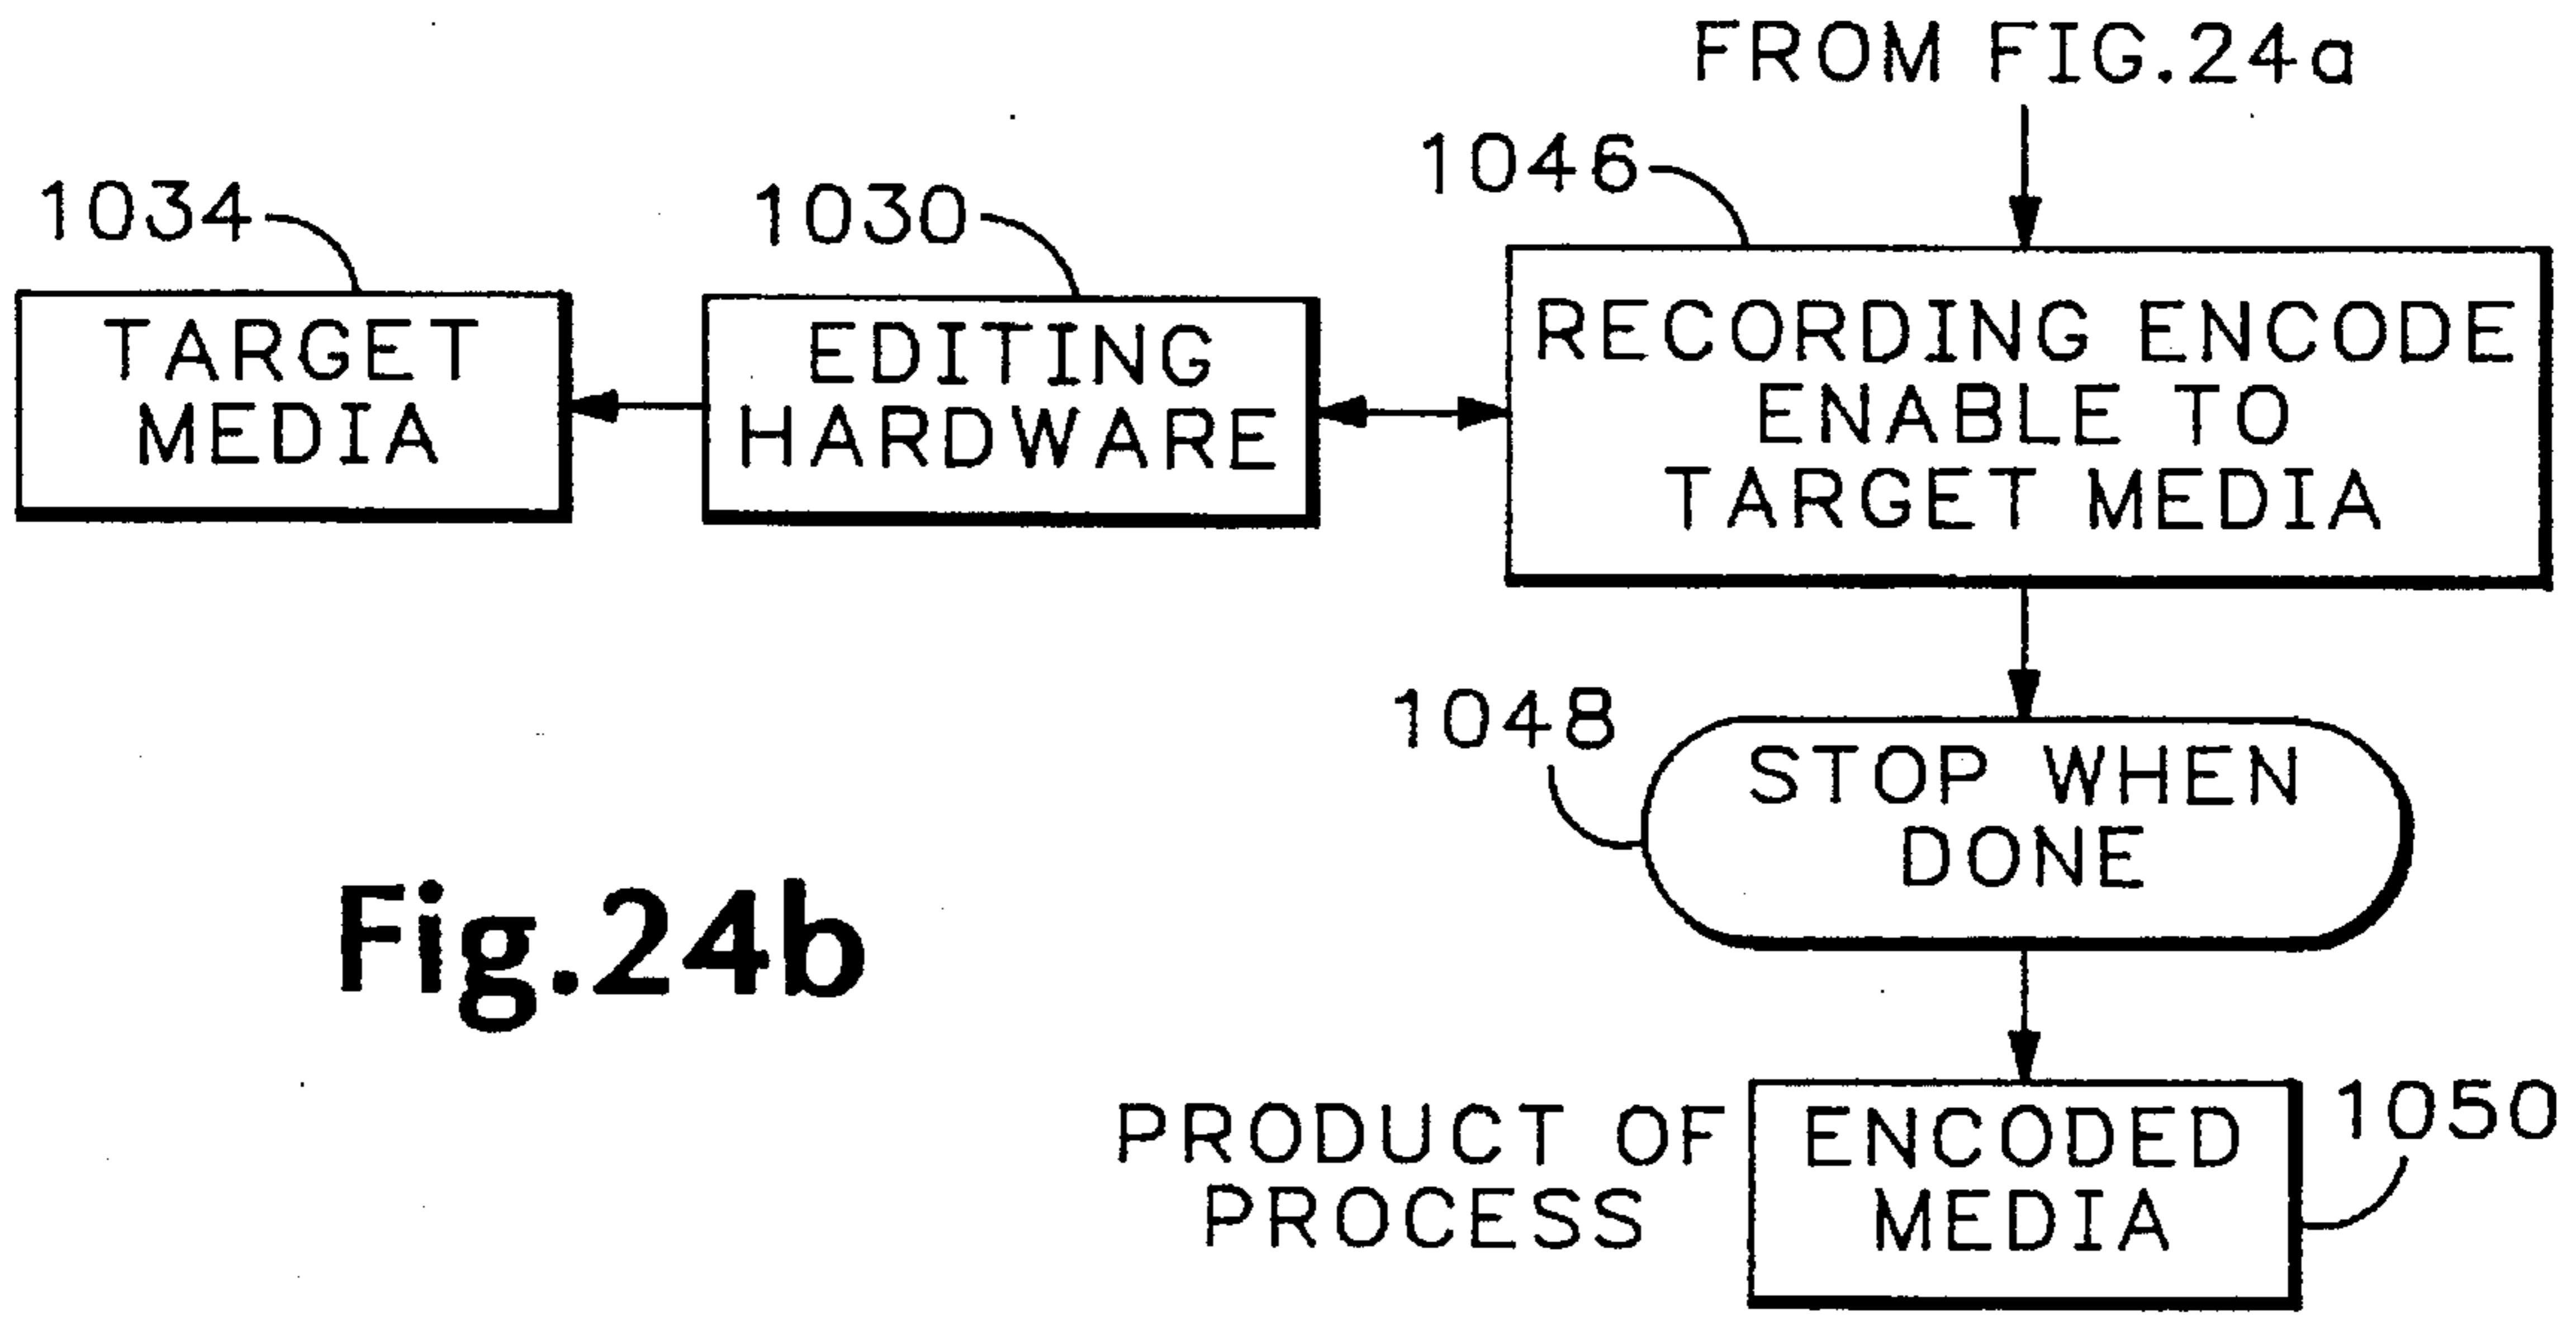 FROM FIG.24a
1046
1034
1030
TARGET
MEDIA
EDITING
HARDWARE
RECORDING ENCODE
ENABLE TO
TARGET MEDIA
1048
STOP WHEN
DONE
Fig.24b
PRODUCT OF
PROCESS
ENCODED
MEDIA
1050